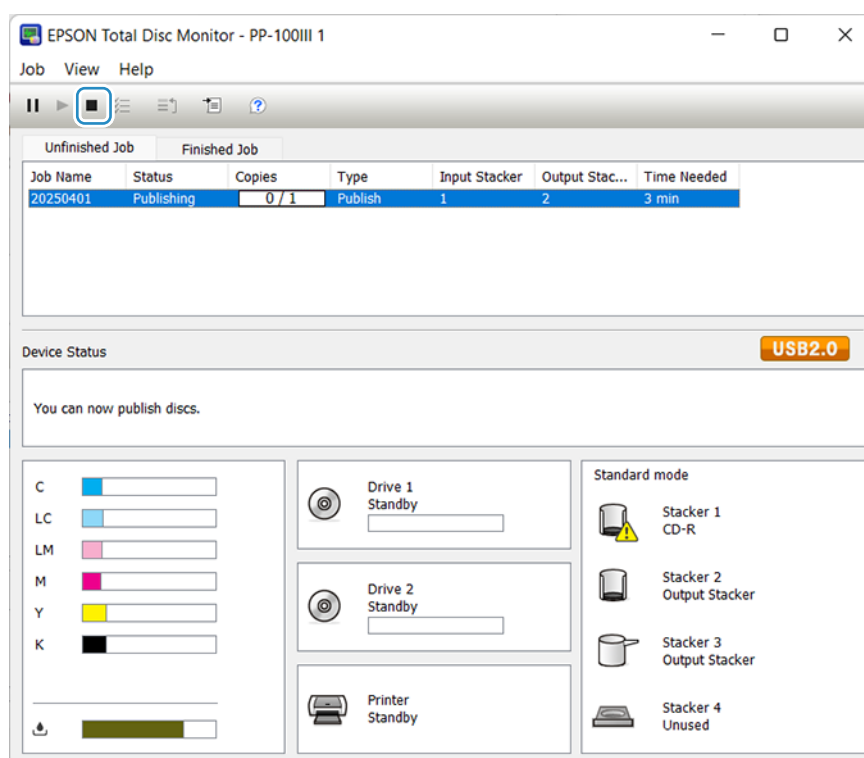 EPSON Total Disc Monitor - PP-100III 1
Job View Help
Unfinished Job Finished Job
Job Name Status Copies Type Input Stacker Output Stac... Time Needed
20250401 Publishing 0 / 1 Publish 1 2 3 min
Device Status
USB2.0
You can now publish discs.
C
LC
LM
M
Y
K
Drive 1
Standby
Drive 2
Standby
Printer
Standby
Standard mode
Stacker 1
CD-R
Stacker 2
Output Stacker
Stacker 3
Output Stacker
Stacker 4
Unused